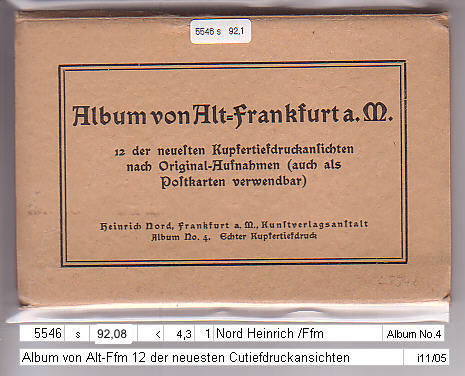 5546 s 92,1
Album von Alt-Frankfurt a. M.
12 der neuesten Kupfertiefdruckansichten
nach Original-Aufnahmen (auch als
Postkarten verwendbar)
Heinrich Nord, Frankfurt a. M., Kunstverlagsanstalt
Album No. 4. Echter Kupfertiefdruck
5546 s 92,08 < 4,3 1 Nord Heinrich /Ffm Album No.4
Album von Alt-Ffm 12 der neuesten Cutiefdruckansichten i11/05